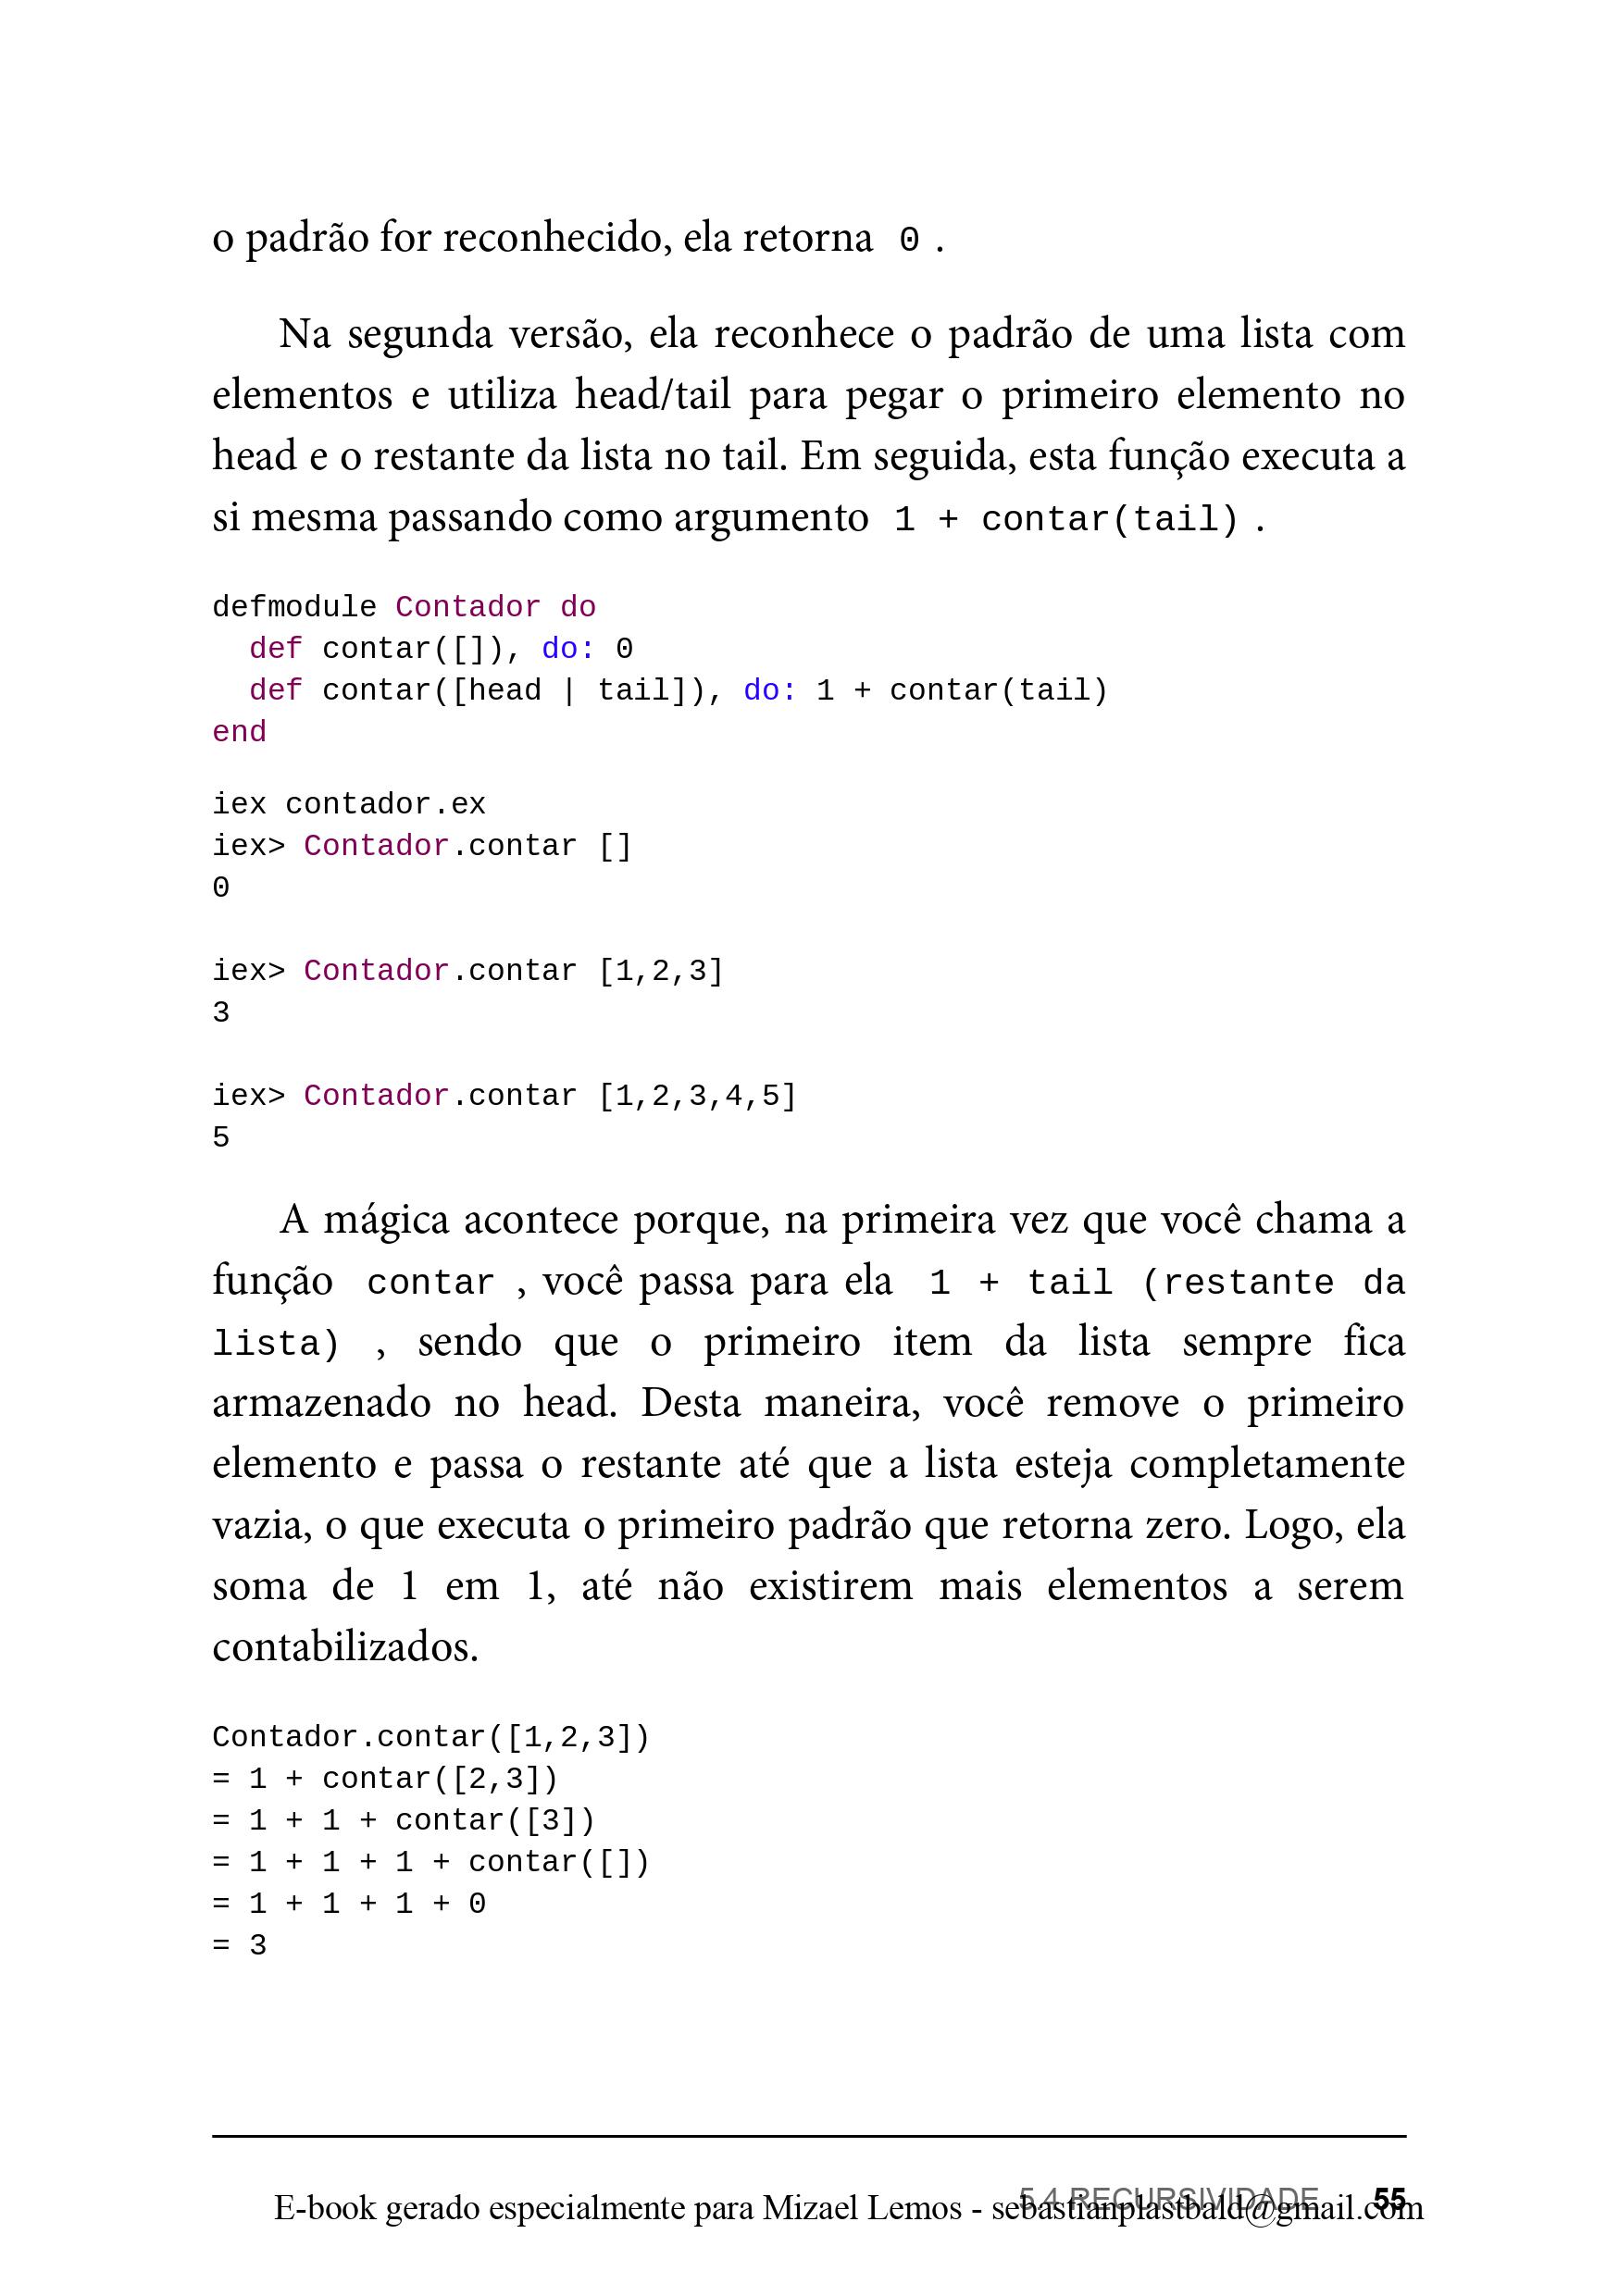 o padrão for reconhecido, ela retorna 0 .
Na segunda versão, ela reconhece o padrão de uma lista com
elementos e utiliza head/tail para pegar o primeiro elemento no
head e o restante da lista no tail. Em seguida, esta função executa a
si mesma passando como argumento 1 + contar(tail) .
defmodule Contador do
  def contar([]), do: 0
  def contar([head | tail]), do: 1 + contar(tail)
end
iex contador.ex
iex> Contador.contar []
0
iex> Contador.contar [1,2,3]
3
iex> Contador.contar [1,2,3,4,5]
5
A mágica acontece porque, na primeira vez que você chama a
função contar , você passa para ela 1 + tail (restante da
lista) , sendo que o primeiro item da lista sempre fica
armazenado no head. Desta maneira, você remove o primeiro
elemento e passa o restante até que a lista esteja completamente
vazia, o que executa o primeiro padrão que retorna zero. Logo, ela
soma de 1 em 1, até não existirem mais elementos a serem
contabilizados.
Contador.contar([1,2,3])
= 1 + contar([2,3])
= 1 + 1 + contar([3])
= 1 + 1 + 1 + contar([])
= 1 + 1 + 1 + 0
= 3
5.4 RECURSIVIDADE 55
E-book gerado especialmente para Mizael Lemos - sebastianplastbald@gmail.com